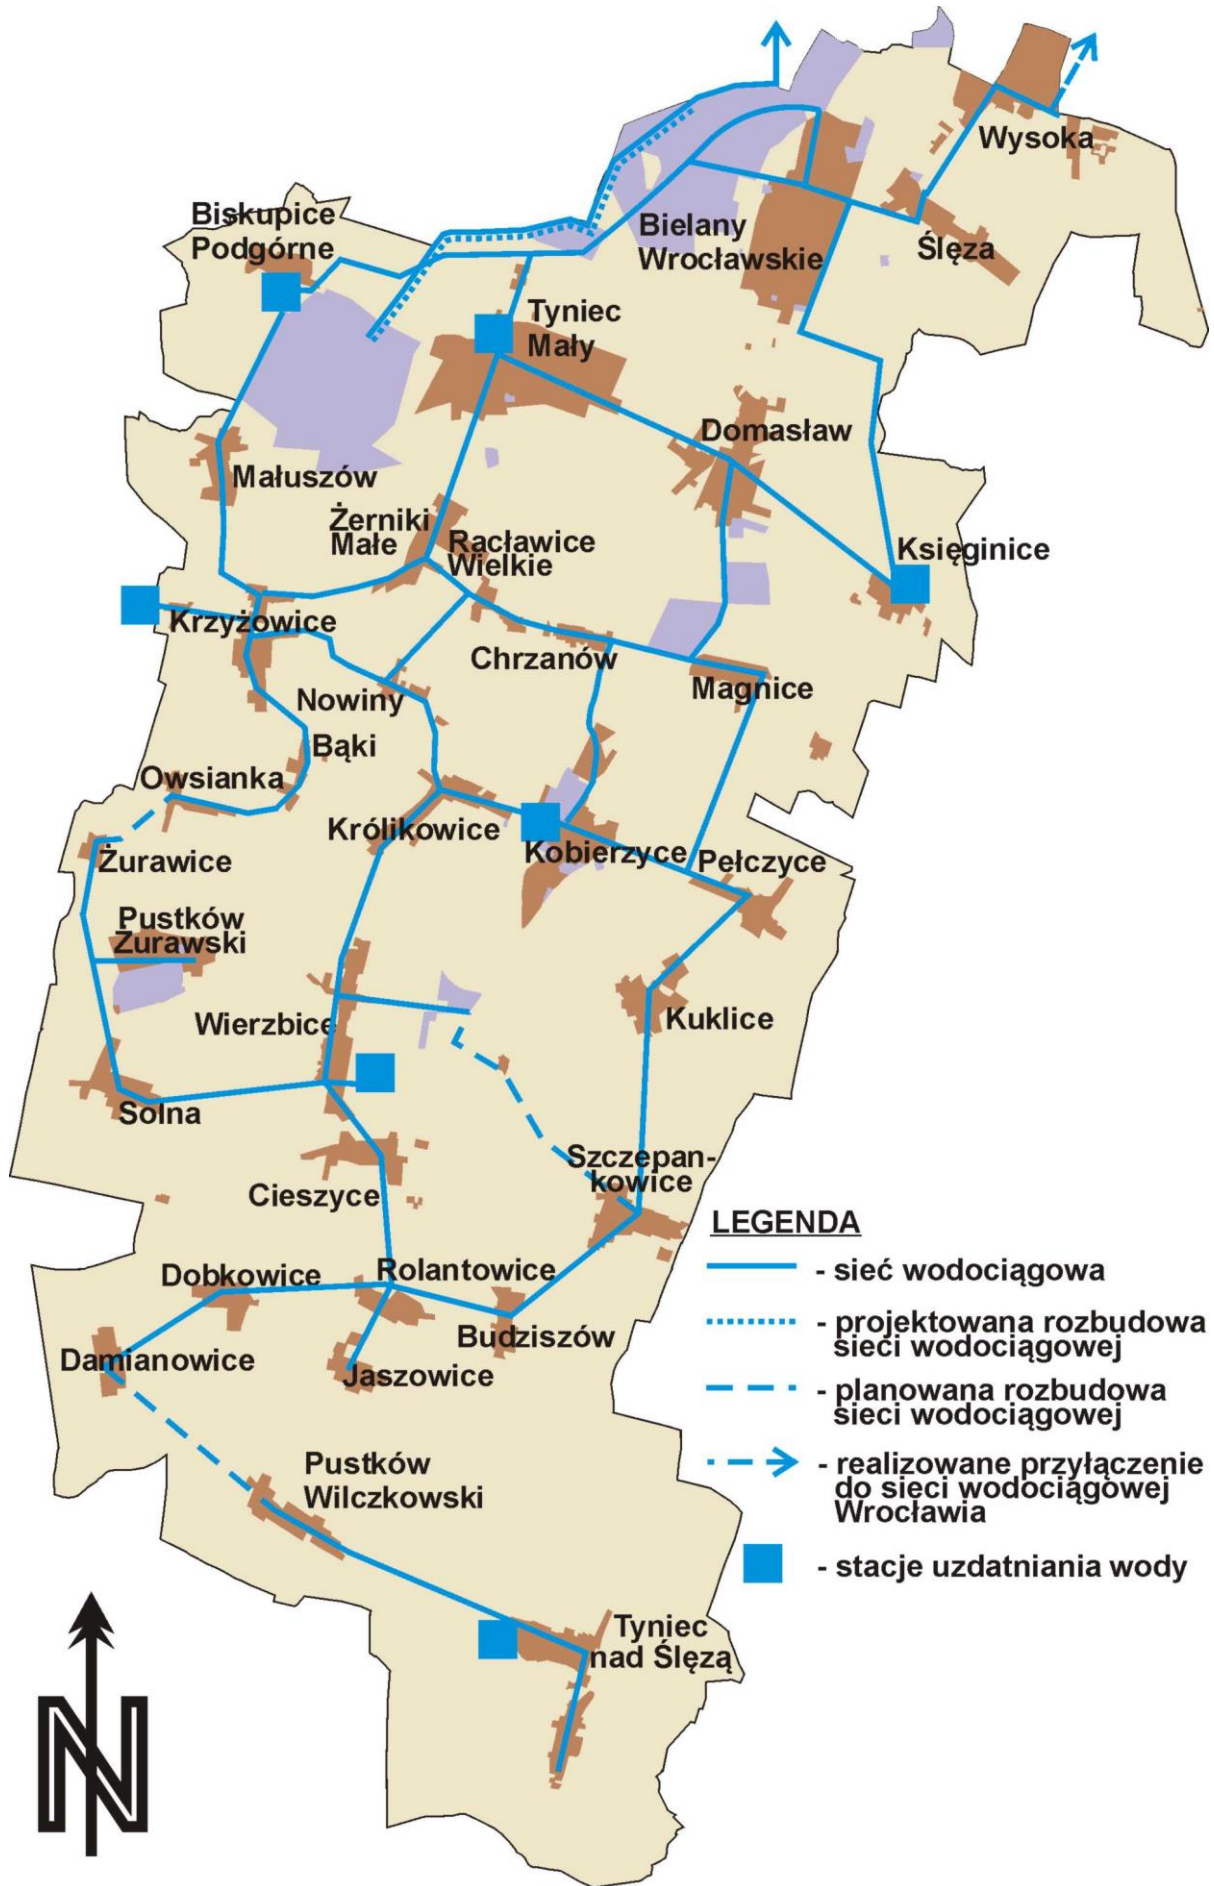 Wysoka
Biskupice
Podgórne
Bielany
Wrocławskie
Ślęza
Tyniec
Mały
Domasław
Małuszów
Żerniki
Małe
Racławice
Wielkie
Księginice
Krzyżowice
Chrzanów
Magnice
Nowiny
Bąki
Owsianka
Królikowice
Kobierzyce
Pełczyce
Żurawice
Pustków
Żurawski
Wierzbice
Kuklice
Solna
Szczepan-
kowice
Cieszyce
Dobkowice
Rolantowice
Budziszów
Damianowice
Jaszowice
Pustków
Wilczkowski
Tyniec
nad Ślęzą
LEGENDA
- sieć wodociągowa
- projektowana rozbudowa
sieci wodociągowej
- planowana rozbudowa
sieci wodociągowej
- realizowane przyłączenie
do sieci wodociągowej
Wrocławia
- stacje uzdatniania wody
N